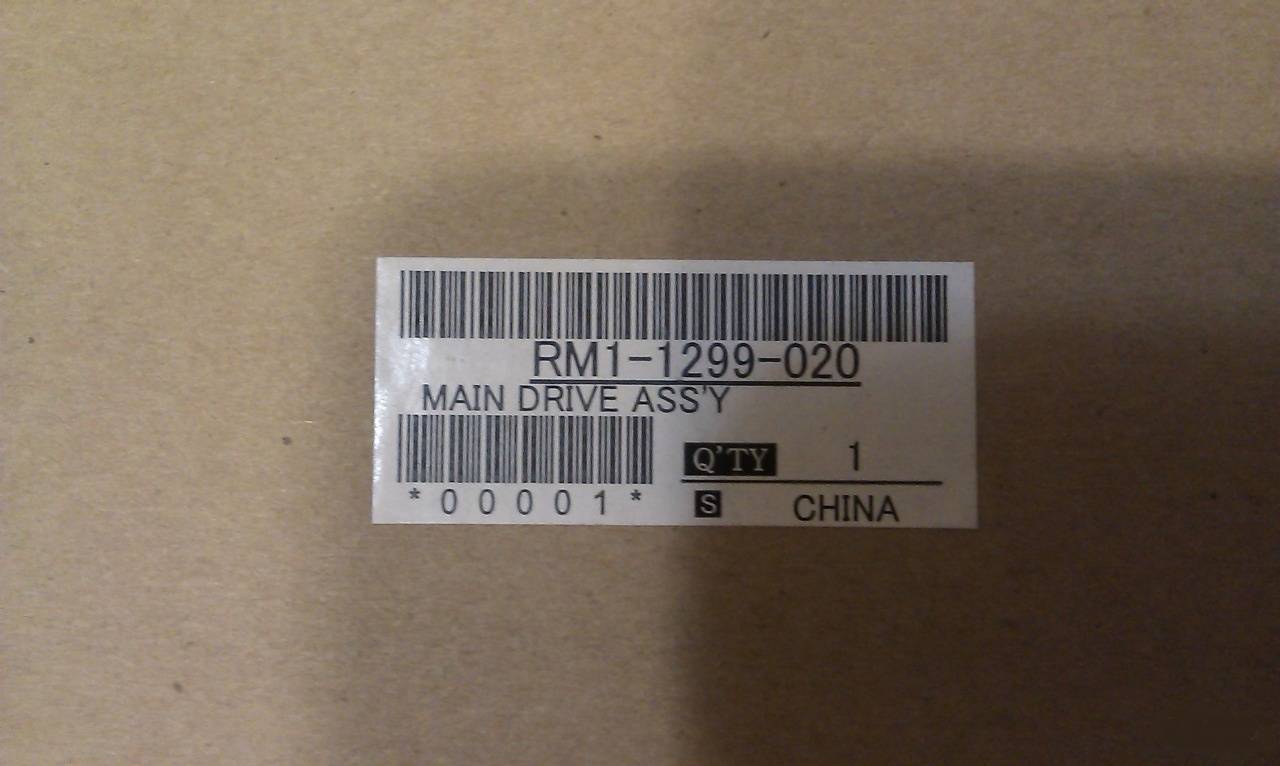 RM1-1299-020
MAIN DRIVE ASS'Y
Q'TY 1
*00001*
S CHINA